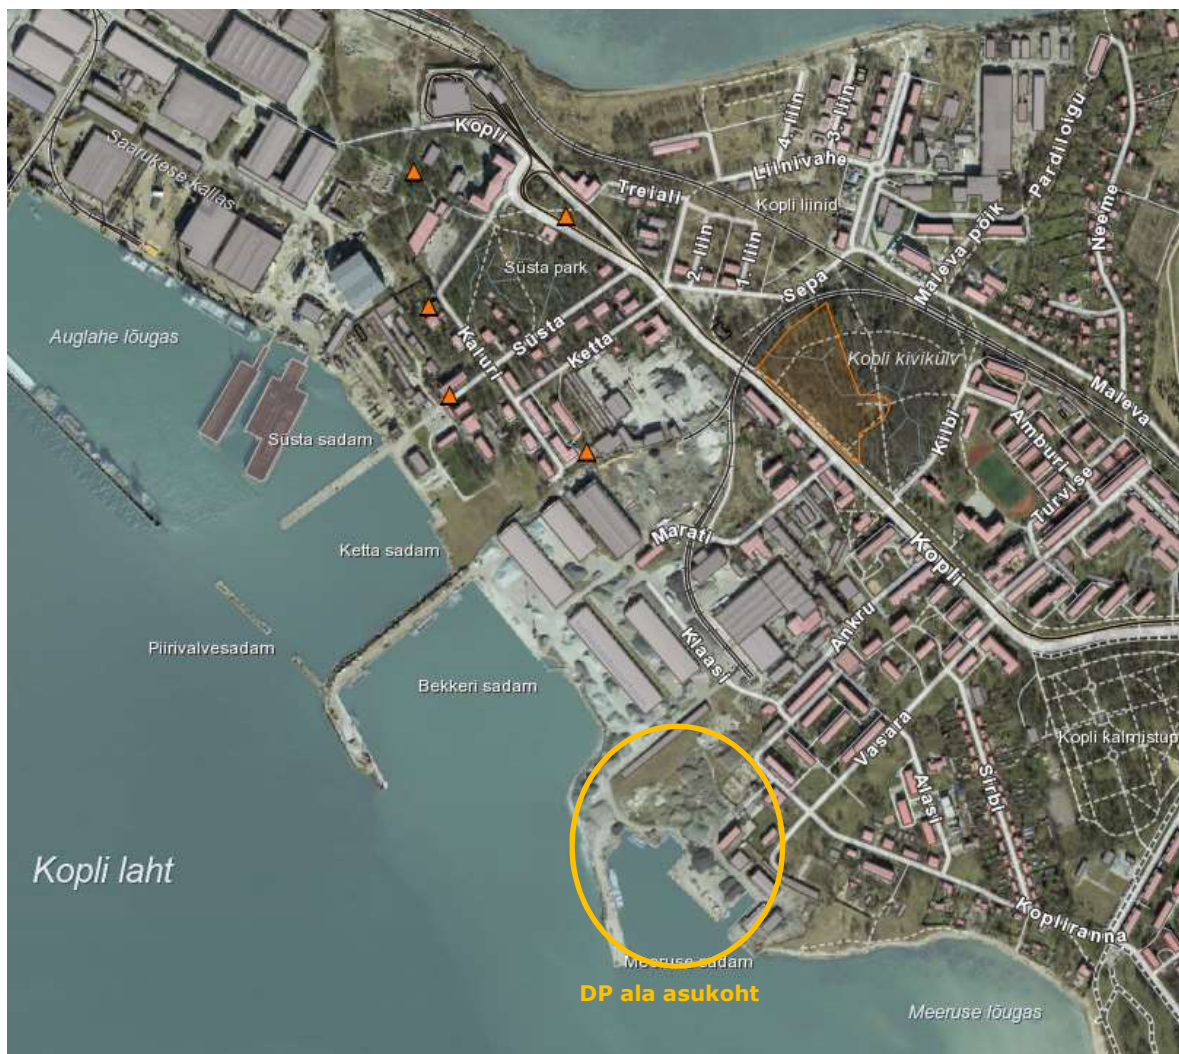 4. liin
3. liin
Pardiloigu
Kopli
Saarukese kallas
Liinivahe
Treiali
Kopli liinid
Neeme
Maleva põik
2. liin
1. liin
Süsta park
Sepa
Auglahe lõugas
Kaluri
Süsta
Ketta
Kopli kivikülv
Maleva
Kiibi
Amburi
Turvise
Süsta sadam
Marati
Kopli
Ketta sadam
Ankru
Piirivalvesadam
Klaasi
Bekkeri sadam
Vasara
Kopli kalmistup
Alasi
Sirbi
Kopli laht
Kopliranna
Meeruse sadam
DP ala asukoht
Meeruse lõugas